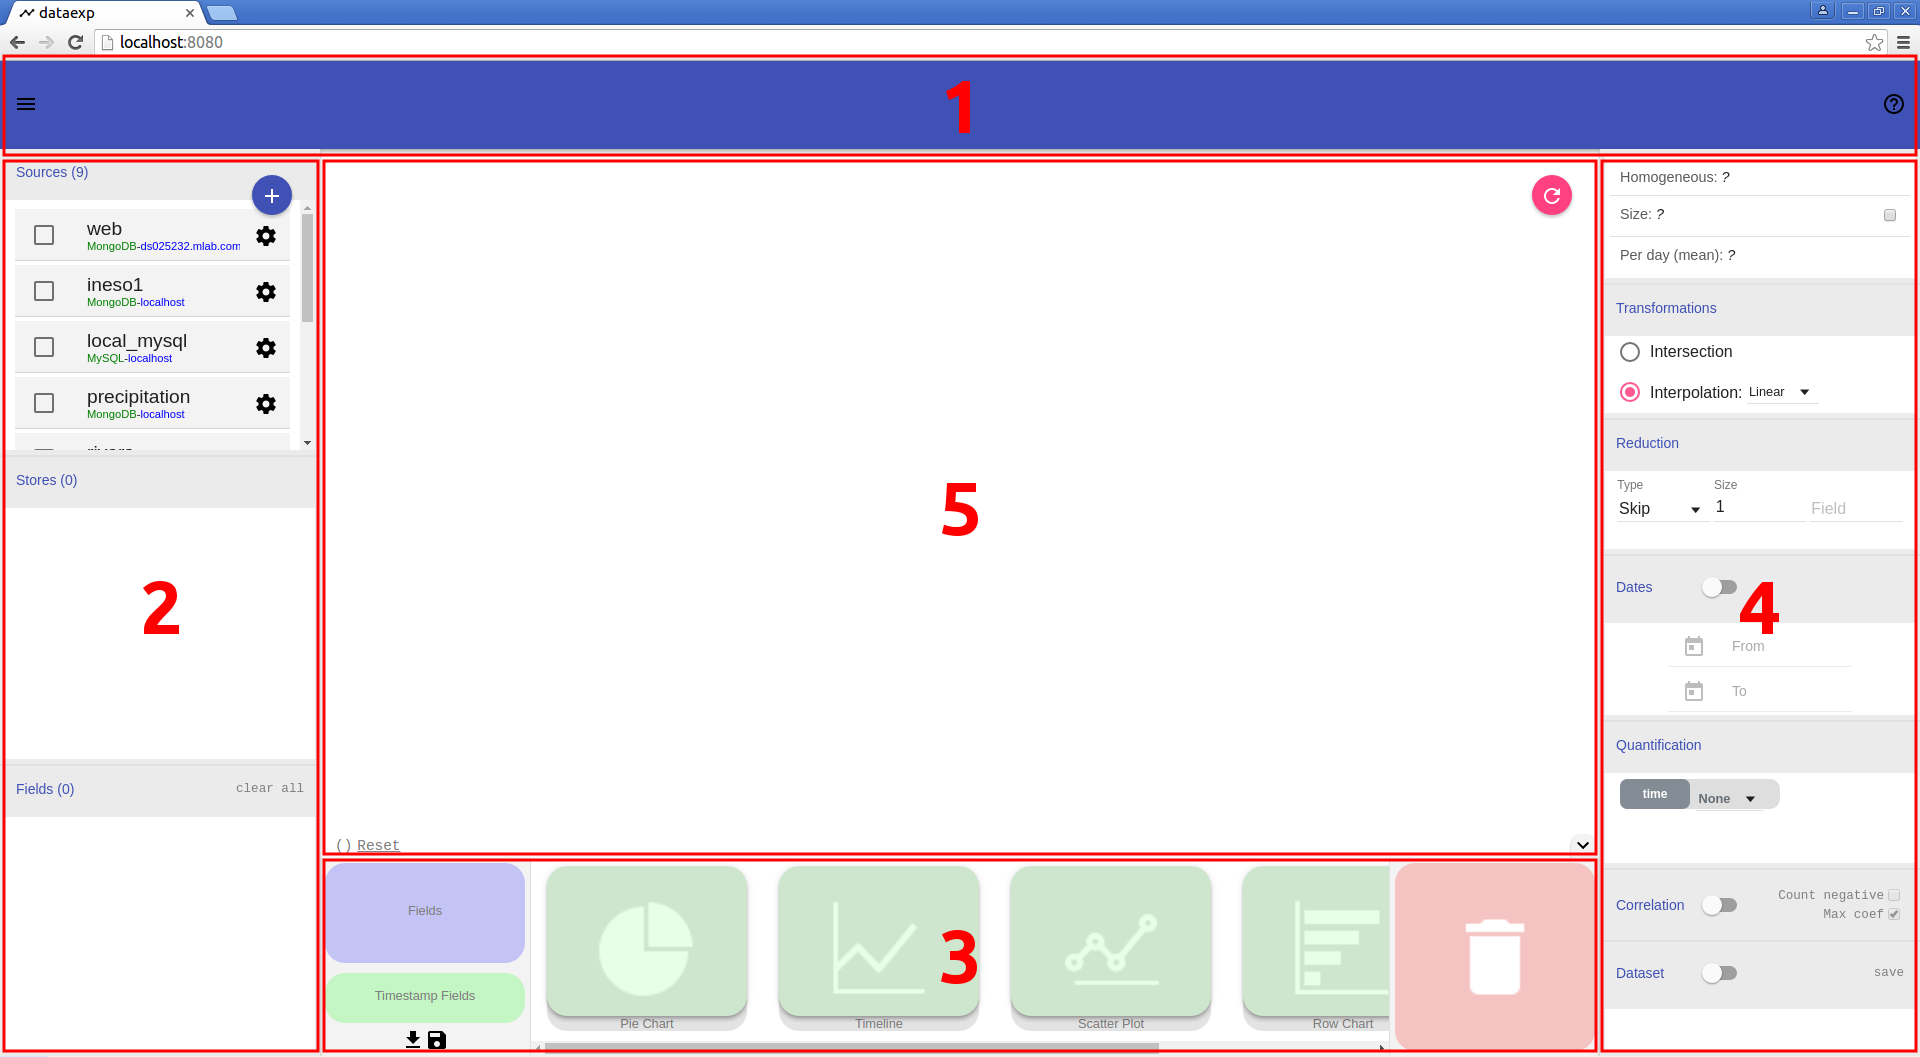 dataexp
localhost:8080
1
Sources (9)
web
MongoDB-ds025232.mlab.com
ineso1
MongoDB-localhost
local_mysql
MySQL-localhost
precipitation
MongoDB-localhost
Stores (0)
2
Fields (0) clear all
5
() Reset
Fields
Timestamp Fields
Pie Chart
Timeline
3
Scatter Plot
Row Chart
Homogeneous: ?
Size: ?
Per day (mean): ?
Transformations
Intersection
Interpolation: Linear
Reduction
Type Size
Skip 1 Field
Dates
4
From
To
Quantification
time None
Correlation Count negative
Max coef
Dataset save